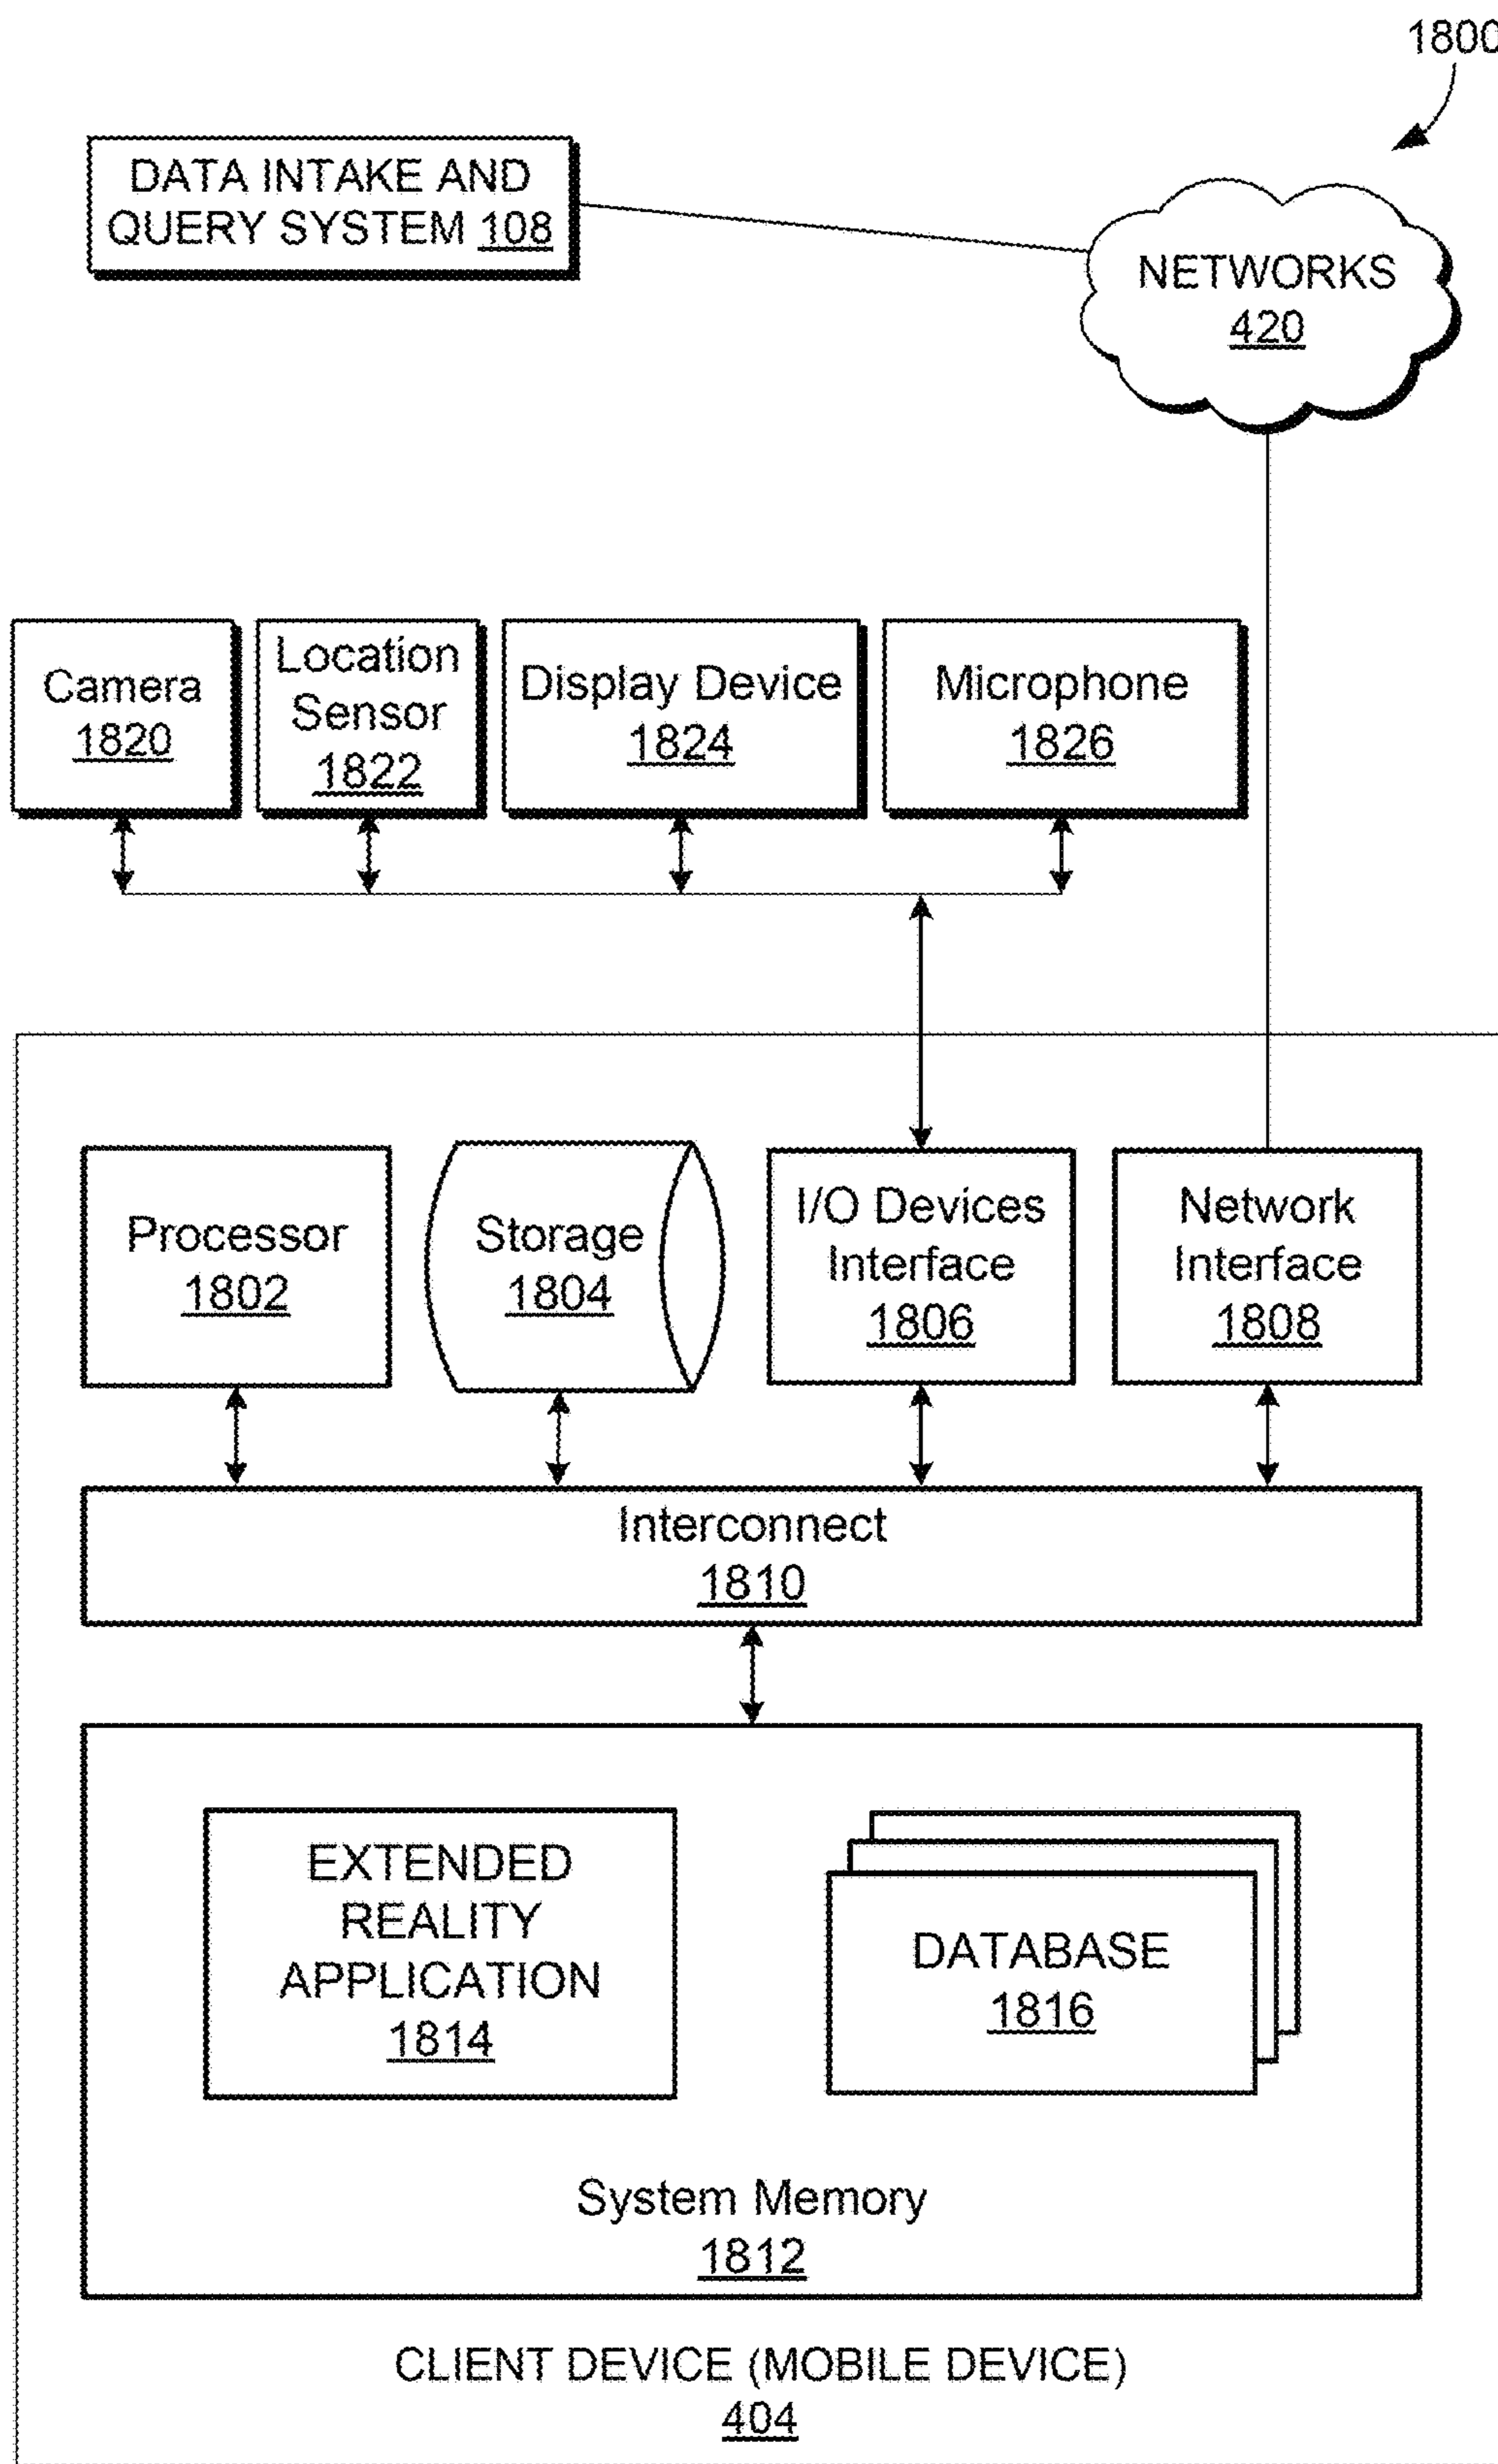 1800
DATA INTAKE AND
QUERY SYSTEM 108
NETWORKS
420
Camera
1820
Location
Sensor
1822
Display Device
1824
Microphone
1826
Processor
1802
Storage
1804
I/O Devices
Interface
1806
Network
Interface
1808
Interconnect
1810
EXTENDED
REALITY
APPLICATION
1814
DATABASE
1816
System Memory
1812
CLIENT DEVICE (MOBILE DEVICE)
404